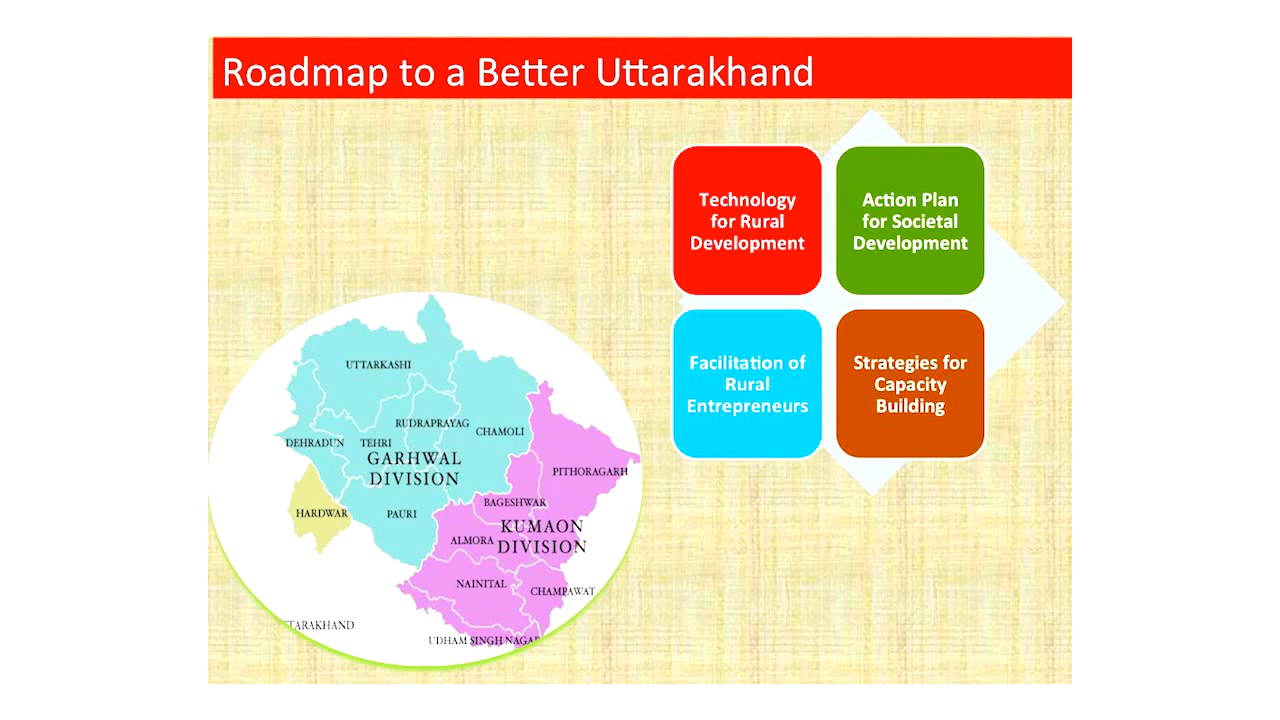 Roadmap to a Better Uttarakhand
Technology
for Rural
Development
Action Plan
for Societal
Development
Facilitation of
Rural
Entrepreneurs
Strategies for
Capacity
Building
UTTARKASHI
RUDRAPRAYAG
CHAMOLI
DEHRADUN
TEHRI
GARHWAL
DIVISION
PITHORAGARH
HARDWAR
PAURI
BAGESHWAR
KUMAON
DIVISION
ALMORA
NAINITAL
CHAMPAWAT
TARAKHAND
UDHAM SINGH NAGAR